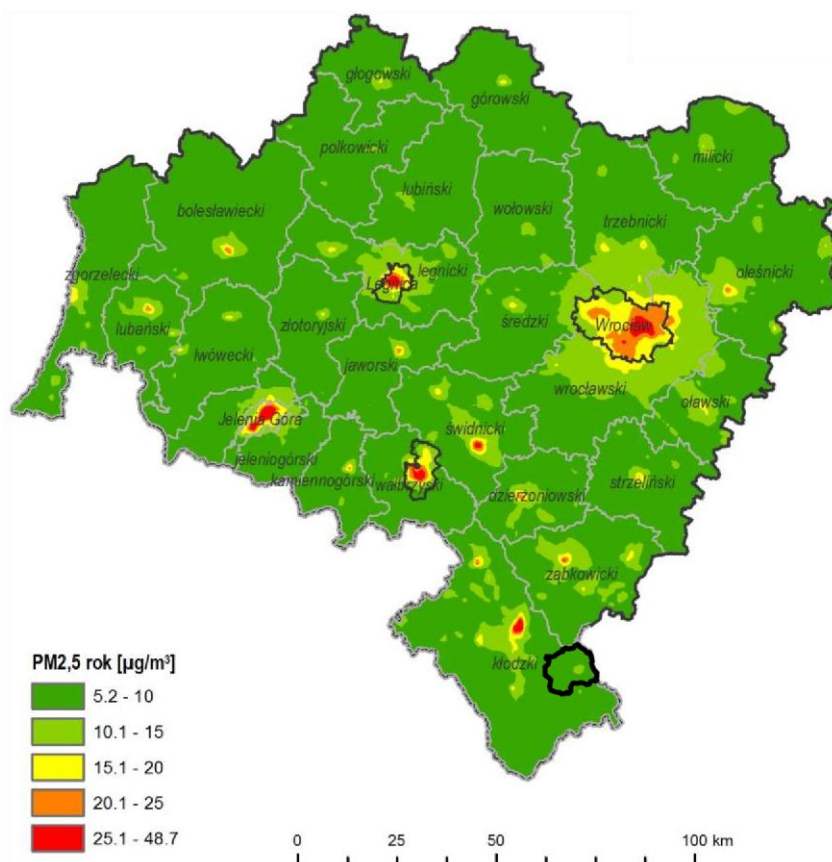 głogowski
górowski
polkowicki
milicki
lubiński
bolesławiecki
wołowski
trzebnicki
zgorzelecki
legnicki
oleśnicki
Legnica
lubański
złotoryjski
średzki
Wrocław
lwówecki
jaworski
wrocławski
oławski
Jelenia Góra
świdnicki
jeleniogórski
kamiennogórski
wałbrzyski
dzierżoniowski
strzeliński
ząbkowicki
kłodzki
PM2,5 rok [µg/m³]
5.2 - 10
10.1 - 15
15.1 - 20
20.1 - 25
25.1 - 48.7
0 25 50 100 km